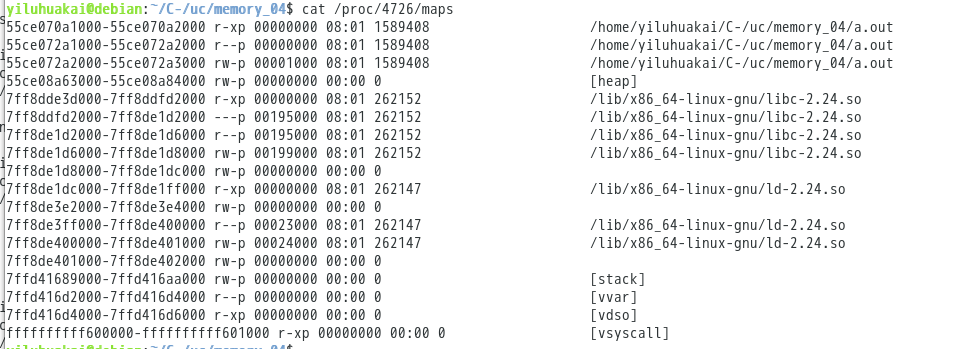 yiluhuakai@debian:~/C-/uc/memory_04$ cat /proc/4726/maps
55ce070a1000-55ce070a2000 r-xp 00000000 08:01 1589408 /home/yiluhuakai/C-/uc/memory_04/a.out
55ce072a1000-55ce072a2000 r--p 00000000 08:01 1589408 /home/yiluhuakai/C-/uc/memory_04/a.out
55ce072a2000-55ce072a3000 rw-p 00001000 08:01 1589408 /home/yiluhuakai/C-/uc/memory_04/a.out
55ce08a63000-55ce08a84000 rw-p 00000000 00:00 0 [heap]
7ff8dde3d000-7ff8ddfd2000 r-xp 00000000 08:01 262152 /lib/x86_64-linux-gnu/libc-2.24.so
7ff8ddfd2000-7ff8de1d2000 ---p 00195000 08:01 262152 /lib/x86_64-linux-gnu/libc-2.24.so
7ff8de1d2000-7ff8de1d6000 r--p 00195000 08:01 262152 /lib/x86_64-linux-gnu/libc-2.24.so
7ff8de1d6000-7ff8de1d8000 rw-p 00199000 08:01 262152 /lib/x86_64-linux-gnu/libc-2.24.so
7ff8de1d8000-7ff8de1dc000 rw-p 00000000 00:00 0
7ff8de1dc000-7ff8de1ff000 r-xp 00000000 08:01 262147 /lib/x86_64-linux-gnu/ld-2.24.so
7ff8de3e2000-7ff8de3e4000 rw-p 00000000 00:00 0
7ff8de3ff000-7ff8de400000 r--p 00023000 08:01 262147 /lib/x86_64-linux-gnu/ld-2.24.so
7ff8de400000-7ff8de401000 rw-p 00024000 08:01 262147 /lib/x86_64-linux-gnu/ld-2.24.so
7ff8de401000-7ff8de402000 rw-p 00000000 00:00 0
7ffd41689000-7ffd416aa000 rw-p 00000000 00:00 0 [stack]
7ffd416d2000-7ffd416d4000 r--p 00000000 00:00 0 [vvar]
7ffd416d4000-7ffd416d6000 r-xp 00000000 00:00 0 [vdso]
ffffffffff600000-ffffffffff601000 r-xp 00000000 00:00 0 [vsyscall]
yiluhuakai@debian:~/C-/uc/memory_04$